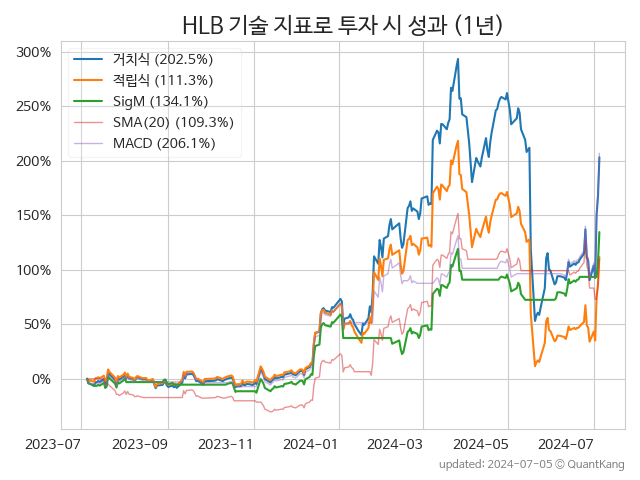 HLB 기술 지표로 투자 시 성과 (1년)
300%
250%
200%
150%
100%
50%
0%
거치식 (202.5%)
적립식 (111.3%)
SigM (134.1%)
SMA(20) (109.3%)
MACD (206.1%)
2023-07
2023-09
2023-11
2024-01
2024-03
2024-05
2024-07
updated: 2024-07-05 ⓒ QuantKang